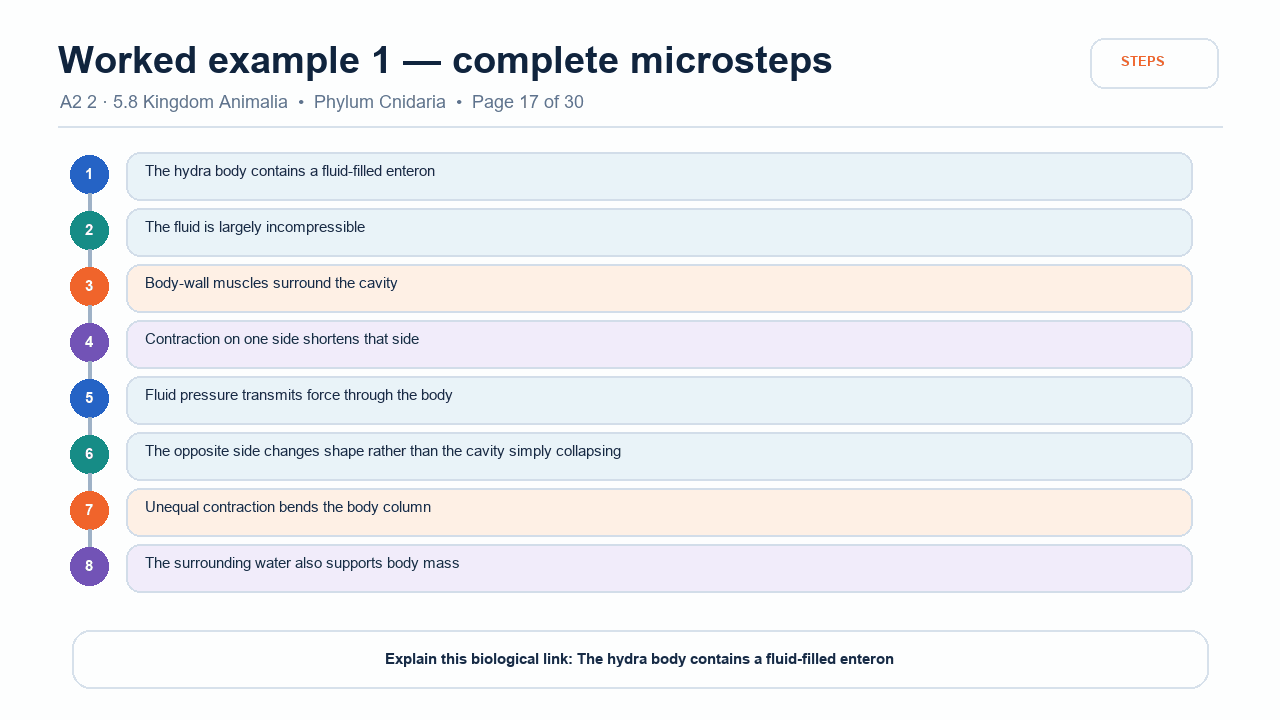 Worked example 1 — complete microsteps
STEPS
A2 2 · 5.8 Kingdom Animalia • Phylum Cnidaria • Page 17 of 30
1 The hydra body contains a fluid-filled enteron
2 The fluid is largely incompressible
3 Body-wall muscles surround the cavity
4 Contraction on one side shortens that side
5 Fluid pressure transmits force through the body
6 The opposite side changes shape rather than the cavity simply collapsing
7 Unequal contraction bends the body column
8 The surrounding water also supports body mass
Explain this biological link: The hydra body contains a fluid-filled enteron